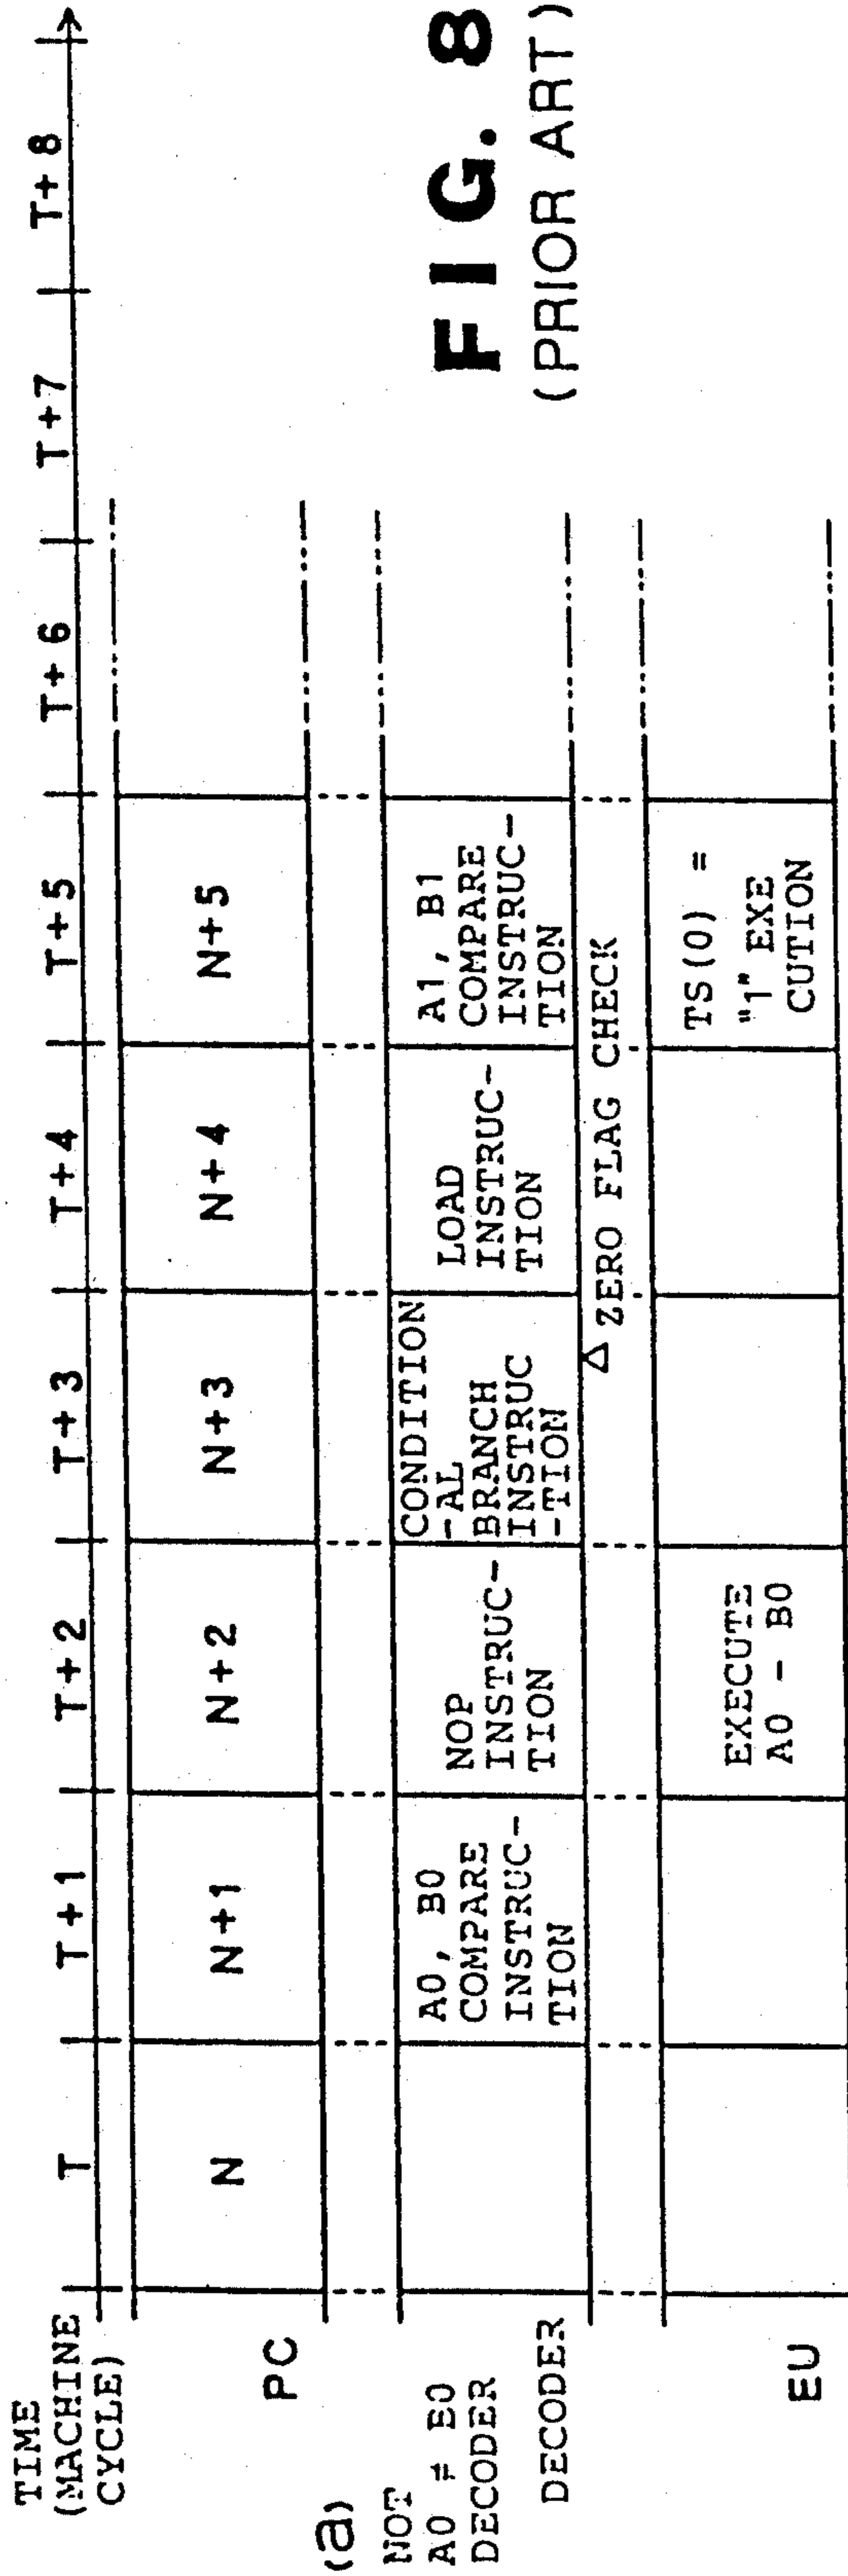 TIME
(MACHINE
CYCLE)
T
T+1
T+2
T+3
T+4
T+5
T+6
T+7
T+8
PC
N
N+1
N+2
N+3
N+4
N+5
(a)
NOT
A0 ≠ E0
DECODER
DECODER
A0, B0
COMPARE
INSTRUC-
TION
NOP
INSTRUC-
TION
CONDITION
-AL
BRANCH
INSTRUC
-TION
LOAD
INSTRUC-
TION
A1, B1
COMPARE
INSTRUC-
TION
Δ ZERO FLAG CHECK
EU
EXECUTE
A0 - B0
TS(0) =
"1" EXE
CUTION
FIG. 8
(PRIOR ART)